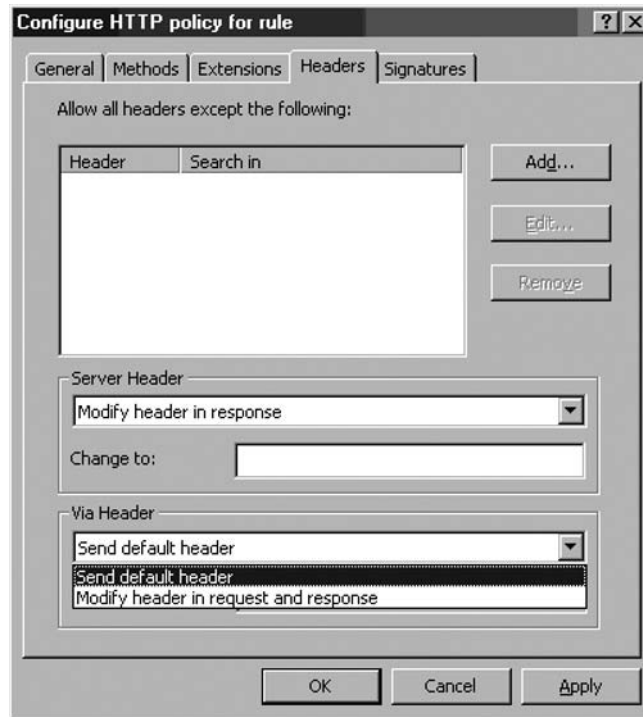 Configure HTTP policy for rule
General Methods Extensions Headers Signatures
Allow all headers except the following:
Header Search in
Add...
Edit...
Remove
Server Header
Modify header in response
Change to:
Via Header
Send default header
Send default header
Modify header in request and response
OK Cancel Apply